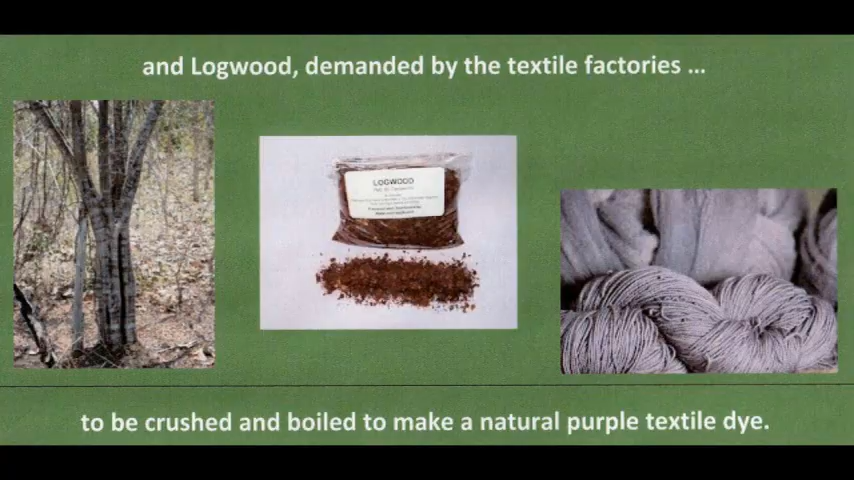 and Logwood, demanded by the textile factories ...
LOGWOOD
to be crushed and boiled to make a natural purple textile dye.